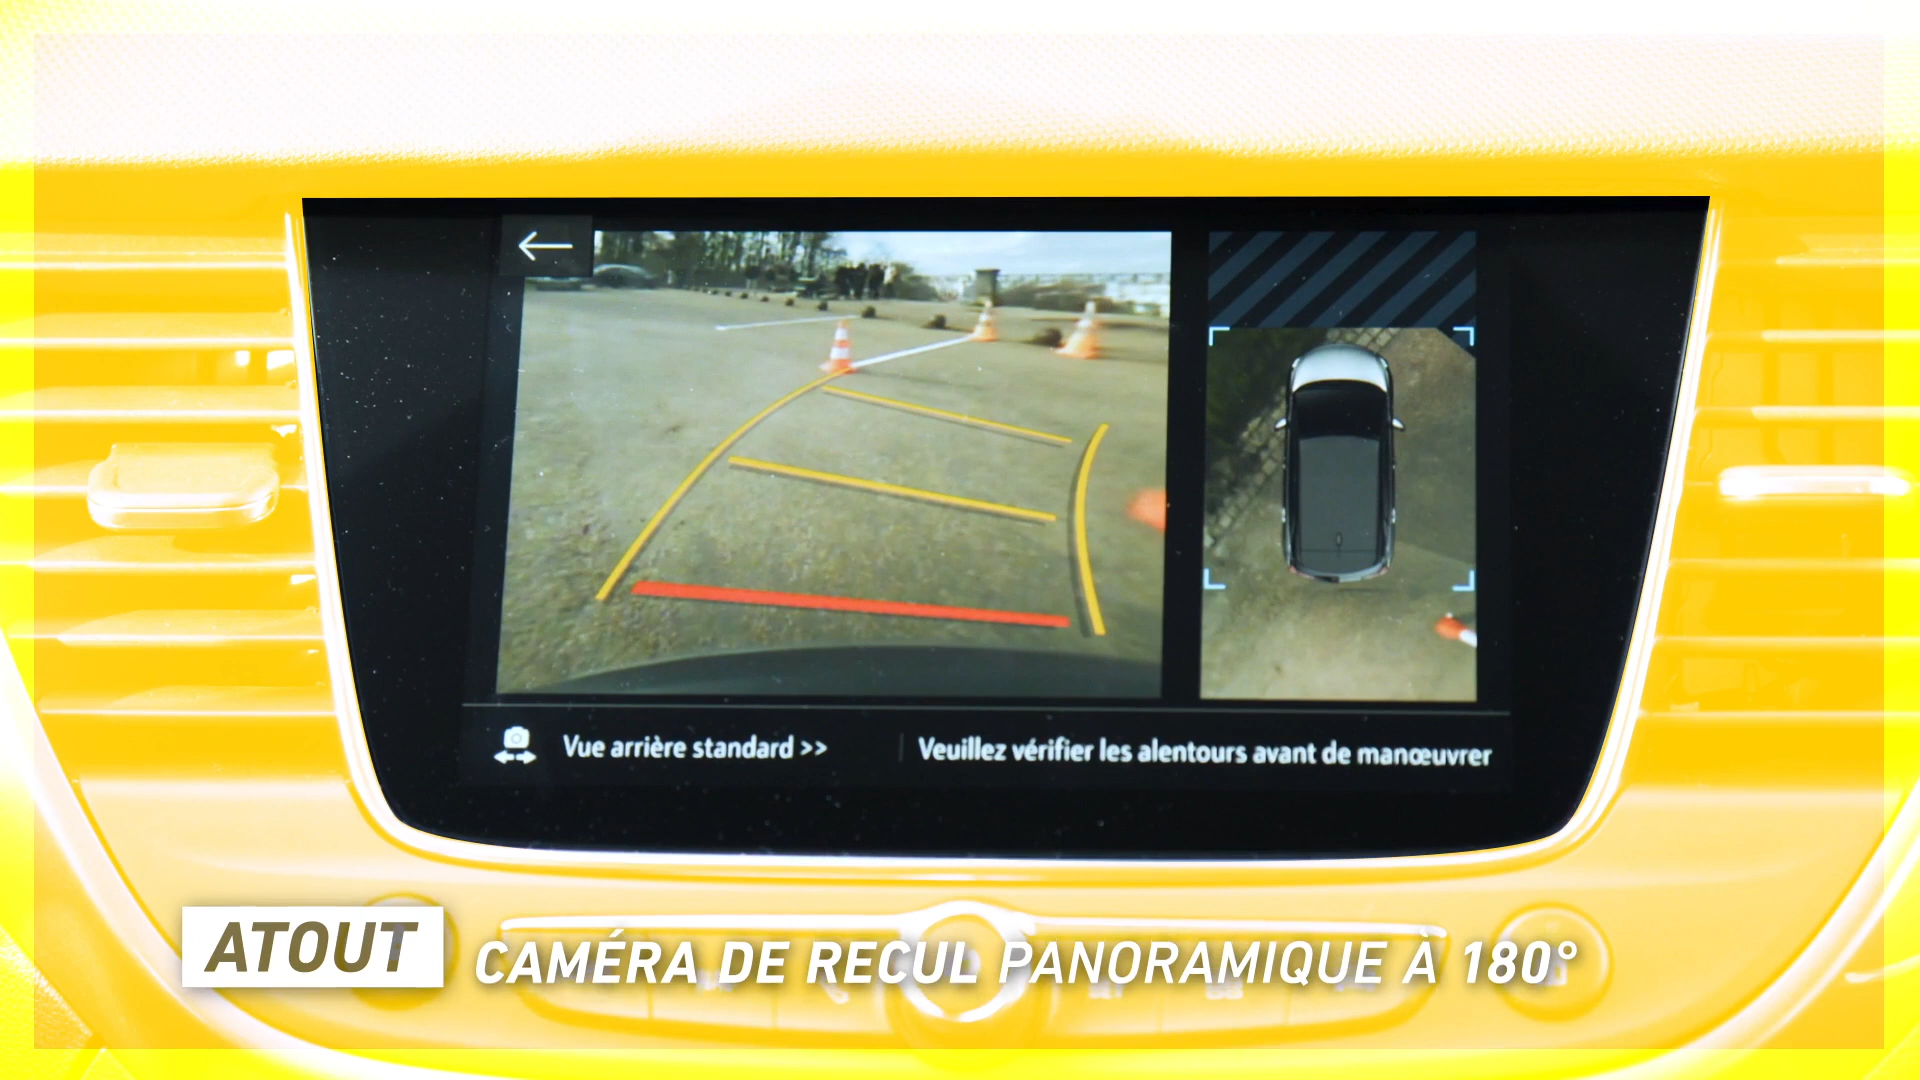 Vue arrière standard >>
Veuillez vérifier les alentours avant de manœuvrer
ATOUT
CAMÉRA DE RECUL PANORAMIQUE À 180°